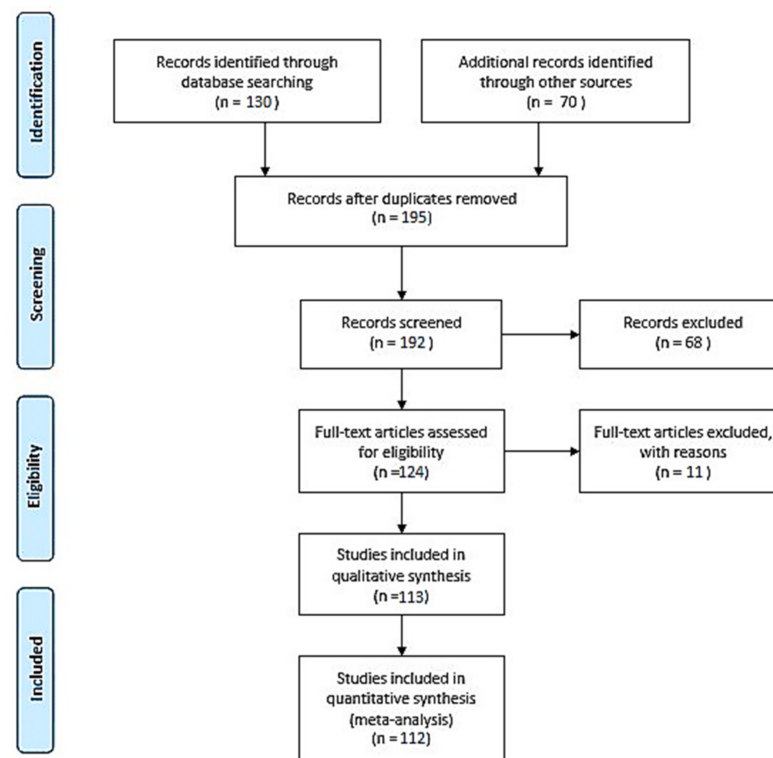 Identification
Records identified through
database searching
(n = 130)
Additional records identified
through other sources
(n = 70 )
Records after duplicates removed
(n = 195)
Screening
Records screened
(n = 192 )
Records excluded
(n = 68 )
Eligibility
Full-text articles assessed
for eligibility
(n =124)
Full-text articles excluded,
with reasons
(n = 11 )
Studies included in
qualitative synthesis
(n =113)
Included
Studies included in
quantitative synthesis
(meta-analysis)
(n = 112)